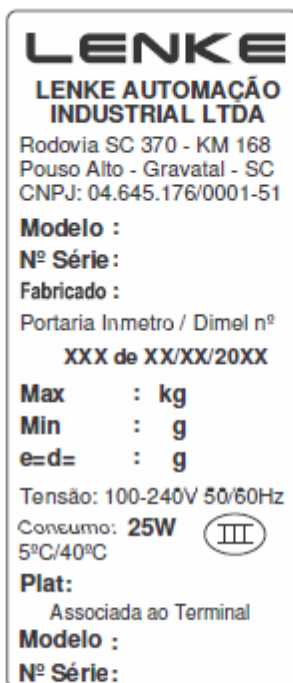 LENKE
LENKE AUTOMAÇÃO
INDUSTRIAL LTDA
Rodovia SC 370 - KM 168
Pouso Alto - Gravatal - SC
CNPJ: 04.645.176/0001-51
Modelo :
Nº Série:
Fabricado :
Portaria Inmetro / Dimel nº
XXX de XX/XX/20XX
Max : kg
Min : g
e=d= : g
Tensão: 100-240V 50/60Hz
Consumo: 25W III
5ºC/40ºC
Plat:
Associada ao Terminal
Modelo :
Nº Série: